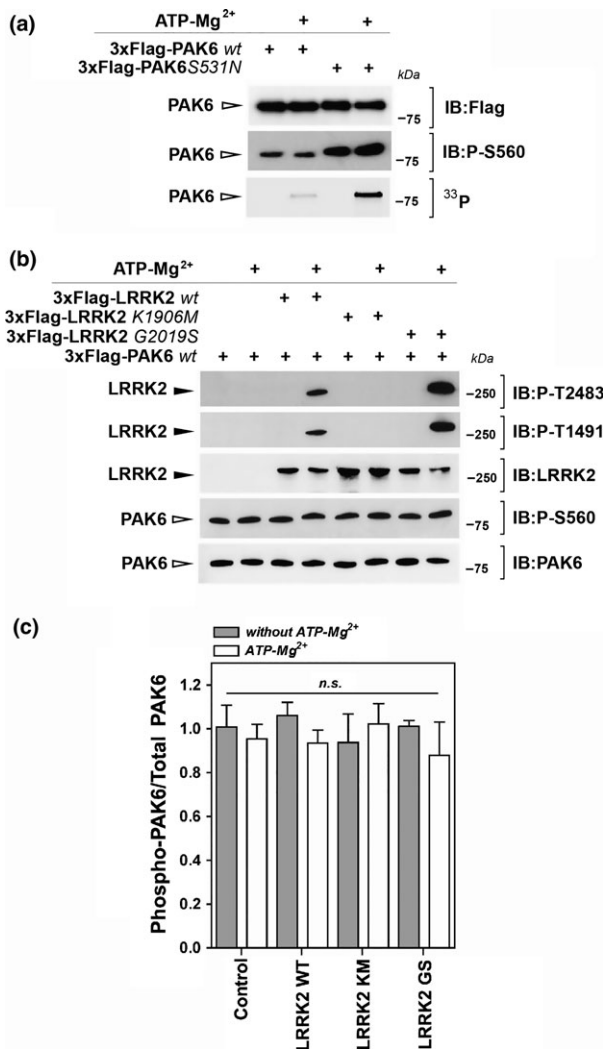 (a)
ATP-Mg2+ +
3xFlag-PAK6 wt + +
3xFlag-PAK6S531N + + kDa
PAK6 –75 IB:Flag
PAK6 –75 IB:P-S560
PAK6 –75 33P
(b)
ATP-Mg2+ + + + +
3xFlag-LRRK2 wt + +
3xFlag-LRRK2 K1906M + +
3xFlag-LRRK2 G2019S + +
3xFlag-PAK6 wt + + + + + + + + kDa
LRRK2 –250 IB:P-T2483
LRRK2 –250 IB:P-T1491
LRRK2 –250 IB:LRRK2
PAK6 –75 IB:P-S560
PAK6 –75 IB:PAK6
(c)
without ATP-Mg2+
ATP-Mg2+
n.s.
Phospho-PAK6/Total PAK6
1.2
1.0
0.8
0.6
0.4
0.2
0.0
Control
LRRK2 WT
LRRK2 KM
LRRK2 GS